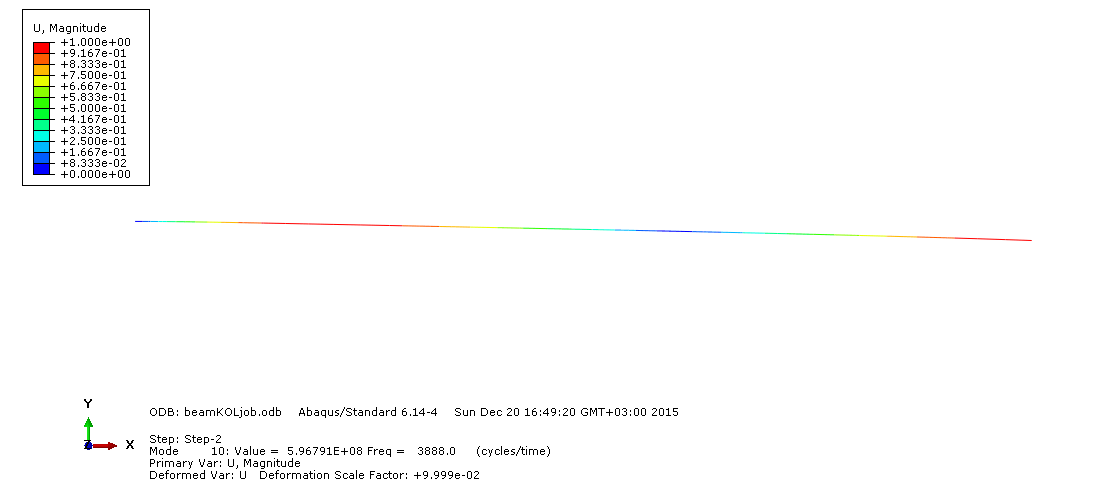 U, Magnitude
+1.000e+00
+9.167e-01
+8.333e-01
+7.500e-01
+6.667e-01
+5.833e-01
+5.000e-01
+4.167e-01
+3.333e-01
+2.500e-01
+1.667e-01
+8.333e-02
+0.000e+00
Y
X
ODB: beamKOLjob.odb Abaqus/Standard 6.14-4 Sun Dec 20 16:49:20 GMT+03:00 2015
Step: Step-2
Mode 10: Value = 5.96791E+08 Freq = 3888.0 (cycles/time)
Primary Var: U, Magnitude
Deformed Var: U Deformation Scale Factor: +9.999e-02